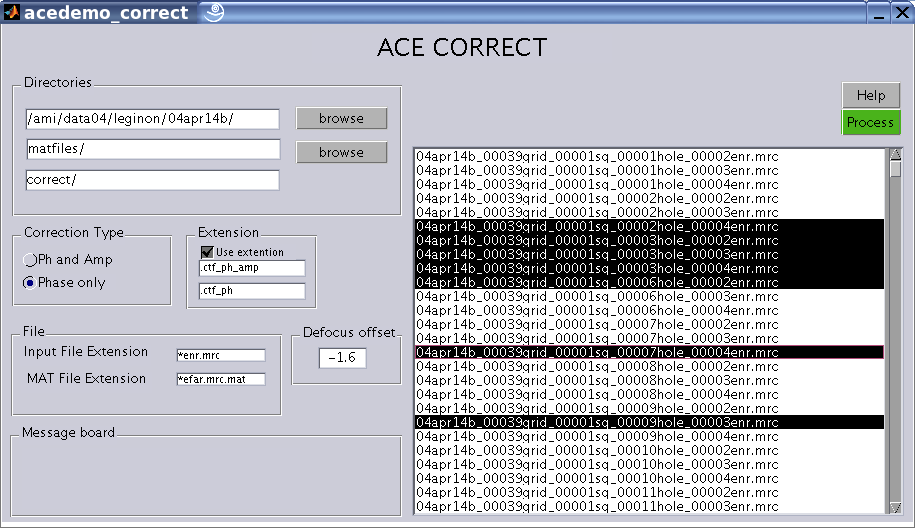 acedemo_correct
ACE CORRECT
Directories
/ami/data04/leginon/04apr14b/
browse
matfiles/
browse
correct/
Correction Type
Ph and Amp
Phase only
Extension
Use extention
.ctf_ph_amp
.ctf_ph
File
Input File Extension
*enr.mrc
MAT File Extension
*efar.mrc.mat
Defocus offset
-1.6
Message board
Help
Process
04apr14b_00039grid_00001sq_00001hole_00002enr.mrc
04apr14b_00039grid_00001sq_00001hole_00003enr.mrc
04apr14b_00039grid_00001sq_00001hole_00004enr.mrc
04apr14b_00039grid_00001sq_00002hole_00002enr.mrc
04apr14b_00039grid_00001sq_00002hole_00003enr.mrc
04apr14b_00039grid_00001sq_00002hole_00004enr.mrc
04apr14b_00039grid_00001sq_00003hole_00002enr.mrc
04apr14b_00039grid_00001sq_00003hole_00003enr.mrc
04apr14b_00039grid_00001sq_00003hole_00004enr.mrc
04apr14b_00039grid_00001sq_00006hole_00002enr.mrc
04apr14b_00039grid_00001sq_00006hole_00003enr.mrc
04apr14b_00039grid_00001sq_00006hole_00004enr.mrc
04apr14b_00039grid_00001sq_00007hole_00002enr.mrc
04apr14b_00039grid_00001sq_00007hole_00003enr.mrc
04apr14b_00039grid_00001sq_00007hole_00004enr.mrc
04apr14b_00039grid_00001sq_00008hole_00002enr.mrc
04apr14b_00039grid_00001sq_00008hole_00003enr.mrc
04apr14b_00039grid_00001sq_00008hole_00004enr.mrc
04apr14b_00039grid_00001sq_00009hole_00002enr.mrc
04apr14b_00039grid_00001sq_00009hole_00003enr.mrc
04apr14b_00039grid_00001sq_00009hole_00004enr.mrc
04apr14b_00039grid_00001sq_00010hole_00002enr.mrc
04apr14b_00039grid_00001sq_00010hole_00003enr.mrc
04apr14b_00039grid_00001sq_00010hole_00004enr.mrc
04apr14b_00039grid_00001sq_00011hole_00002enr.mrc
04apr14b_00039grid_00001sq_00011hole_00003enr.mrc